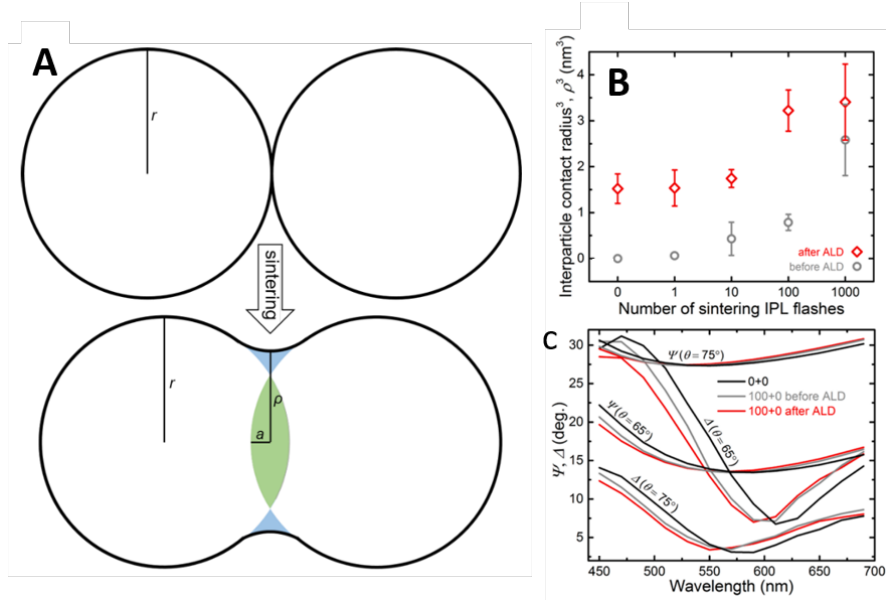 A
r
sintering
r
ρ
a
B
Interparticle contact radius³, ρ³ (nm³)
4
3
2
1
0
after ALD
before ALD
0 1 10 100 1000
Number of sintering IPL flashes
C
Ψ, Δ (deg.)
30
25
20
15
10
5
Ψ(θ=75°)
0+0
100+0 before ALD
100+0 after ALD
Ψ(θ=65°)
Δ(θ=65°)
Δ(θ=75°)
450 500 550 600 650 700
Wavelength (nm)